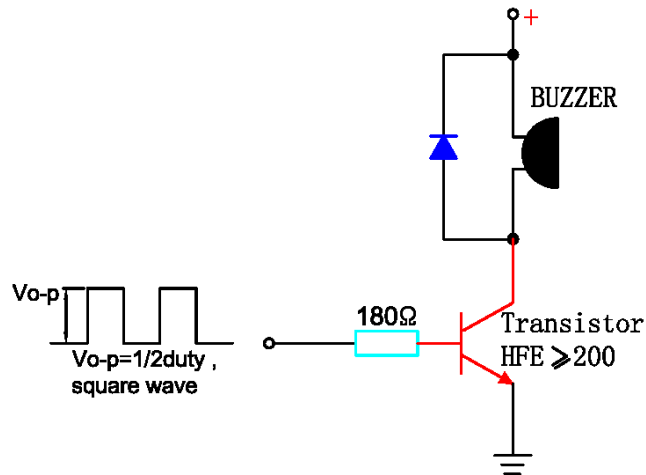 +
BUZZER
Vo-p
180Ω
Transistor
HFE ⩾200
Vo-p=1/2duty ,
square wave